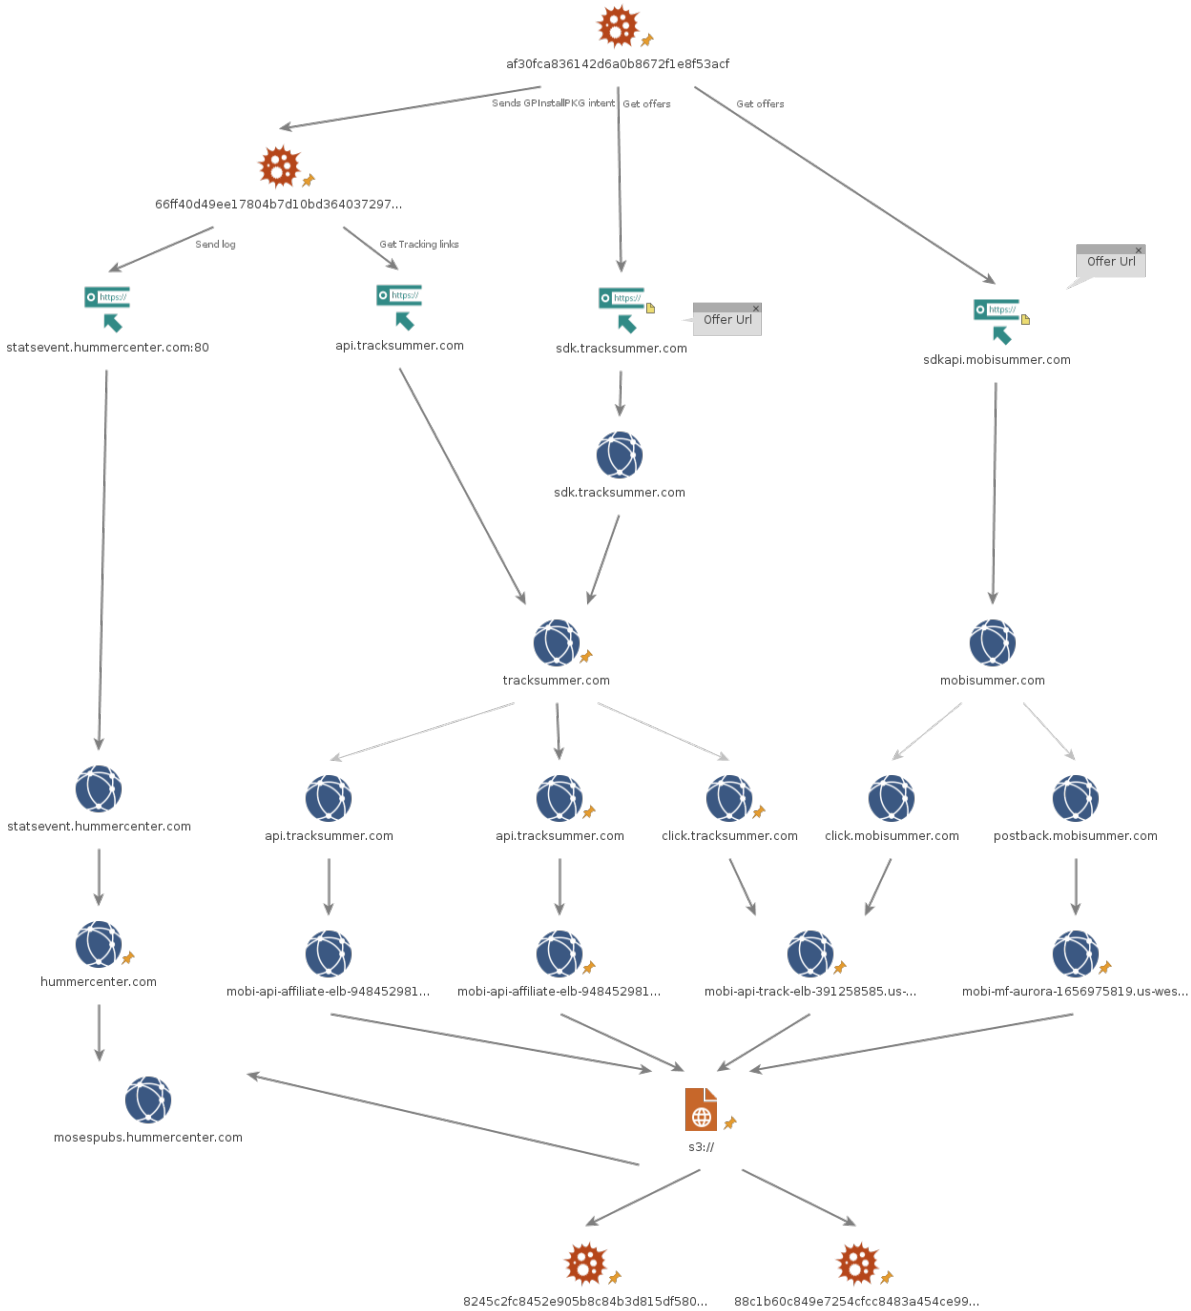 af30fca836142d6a0b8672f1e8f53acf
Sends GPInstallPKG intent
Get offers
Get offers
66ff40d49ee17804b7d10bd364037297...
Send log
Get Tracking links
Offer Url
https://
https://
https://
https://
Offer Url
statsevent.hummercenter.com:80
api.tracksummer.com
sdk.tracksummer.com
sdkapi.mobisummer.com
sdk.tracksummer.com
tracksummer.com
mobisummer.com
statsevent.hummercenter.com
api.tracksummer.com
api.tracksummer.com
click.tracksummer.com
click.mobisummer.com
postback.mobisummer.com
hummercenter.com
mobi-api-affiliate-elb-948452981...
mobi-api-affiliate-elb-948452981...
mobi-api-track-elb-391258585.us-...
mobi-mf-aurora-1656975819.us-wes...
mosespubs.hummercenter.com
s3://
8245c2fc8452e905b8c84b3d815df580...
88c1b60c849e7254cfcc8483a454ce99...